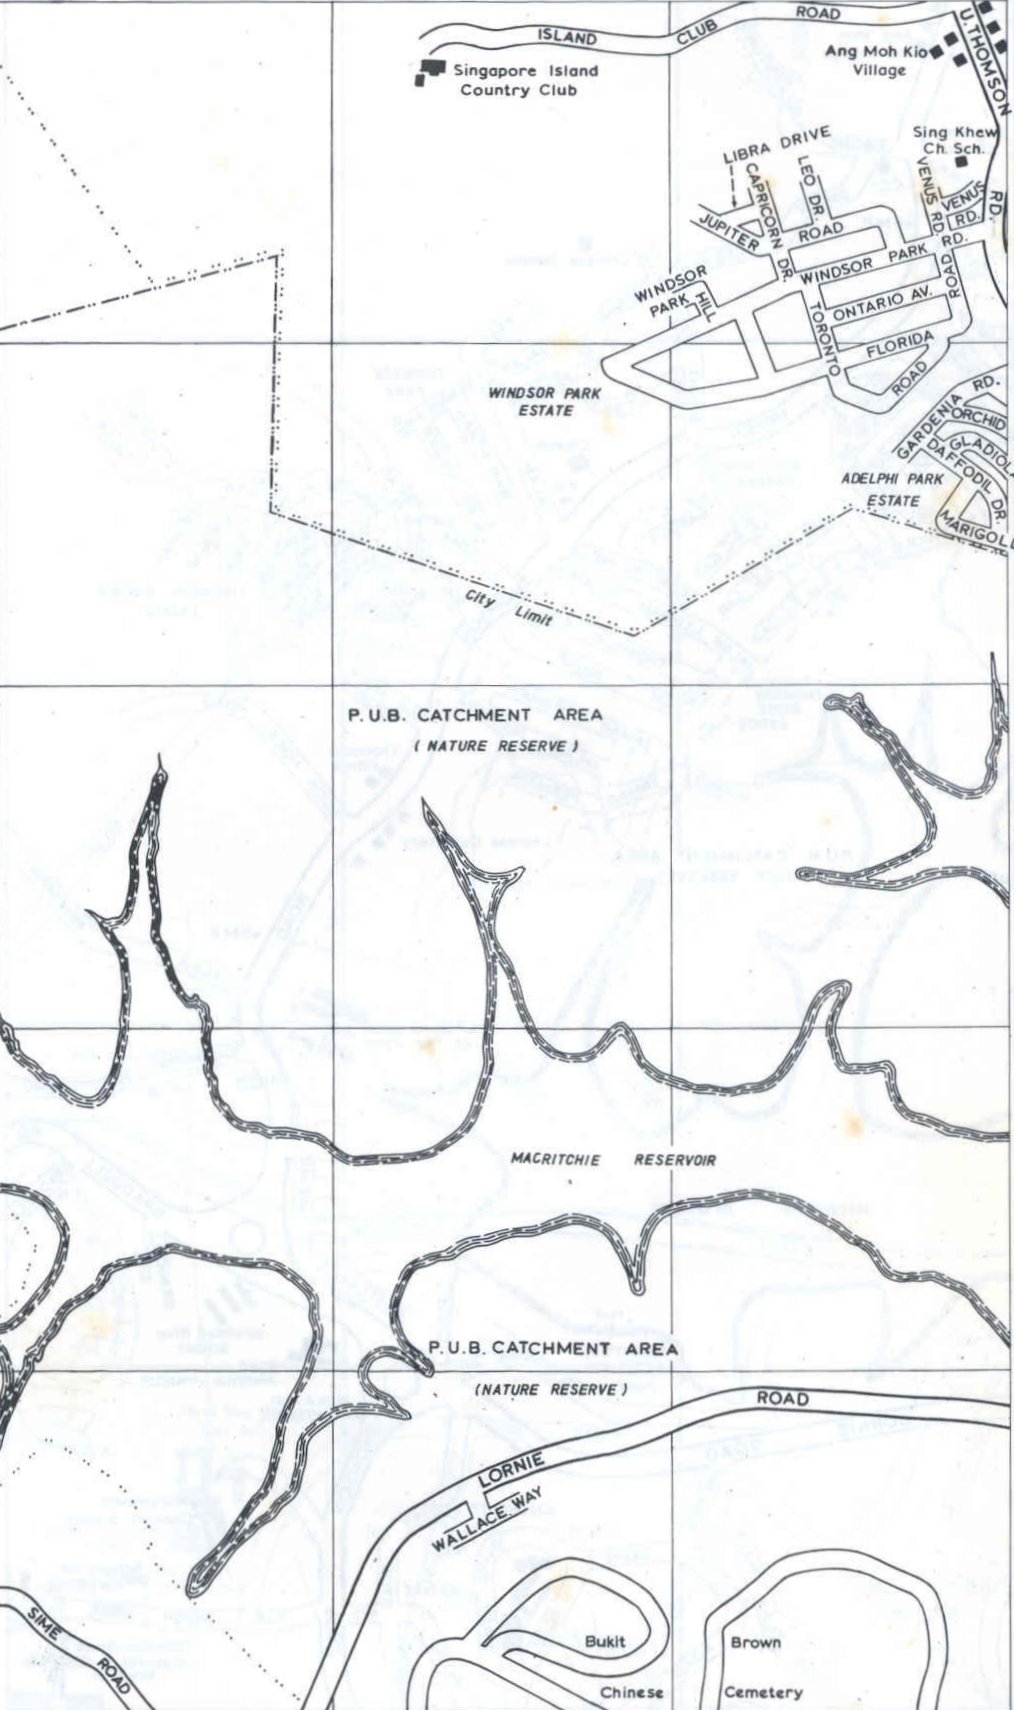 ISLAND CLUB ROAD
U. THOMSON RD.
Singapore Island
Country Club
Ang Moh Kio
Village
Sing Khew
Ch. Sch.
LIBRA DRIVE
CAPRICORN DR.
LEO DR.
VENUS RD.
VENUS
RD.
JUPITER ROAD
WINDSOR PARK RD.
WINDSOR
PARK HILL
ONTARIO AV.
TORONTO
ROAD
FLORIDA
ROAD
WINDSOR PARK
ESTATE
GARDENIA RD.
ORCHID
GLADIOL
DAFFODIL DR.
MARIGOL
ADELPHI PARK
ESTATE
City Limit
P.U.B. CATCHMENT AREA
( NATURE RESERVE )
MACRITCHIE RESERVOIR
P.U.B. CATCHMENT AREA
(NATURE RESERVE )
LORNIE ROAD
WALLACE WAY
SIME ROAD
Bukit Brown
Chinese Cemetery